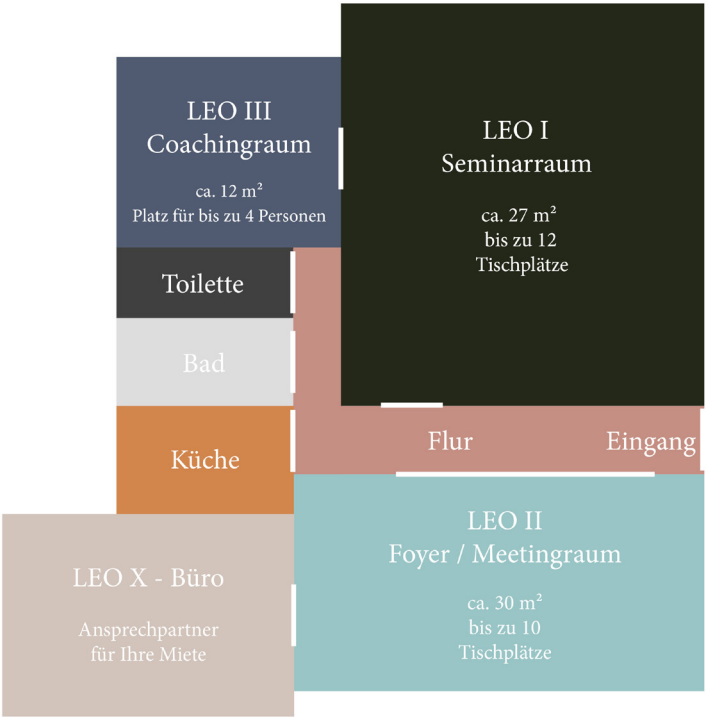 LEO III
Coachingraum
ca. 12 m²
Platz für bis zu 4 Personen
LEO I
Seminarraum
ca. 27 m²
bis zu 12
Tischplätze
Toilette
Bad
Küche
Flur
Eingang
LEO II
Foyer / Meetingraum
ca. 30 m²
bis zu 10
Tischplätze
LEO X - Büro
Ansprechpartner
für Ihre Miete